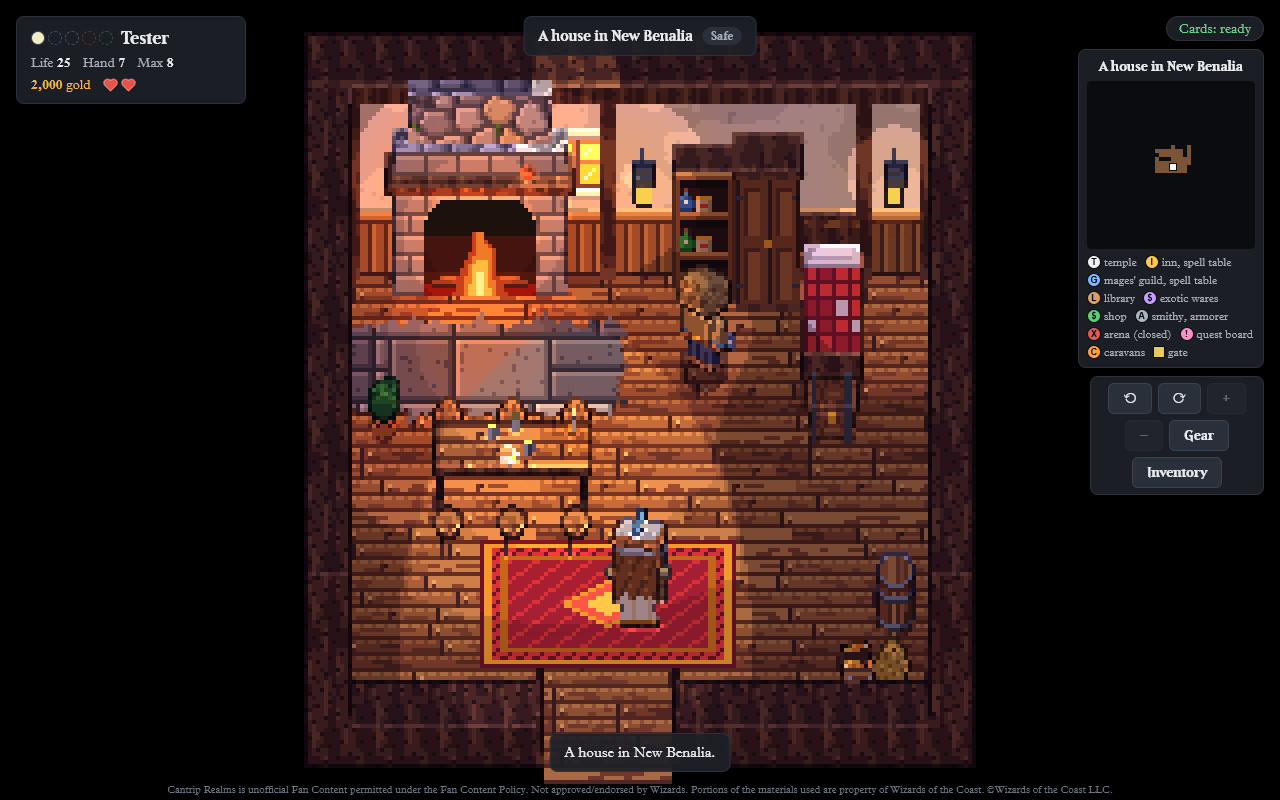 Tester
Life 25 Hand 7 Max 8
2,000 gold
A house in New Benalia Safe
Cards: ready
A house in New Benalia
T temple I inn, spell table
G mages' guild, spell table
L library S exotic wares
S shop A smithy, armorer
X arena (closed) ! quest board
C caravans gate
+
− Gear
Inventory
A house in New Benalia.
Cantrip Realms is unofficial Fan Content permitted under the Fan Content Policy. Not approved/endorsed by Wizards. Portions of the materials used are property of Wizards of the Coast. ©Wizards of the Coast LLC.